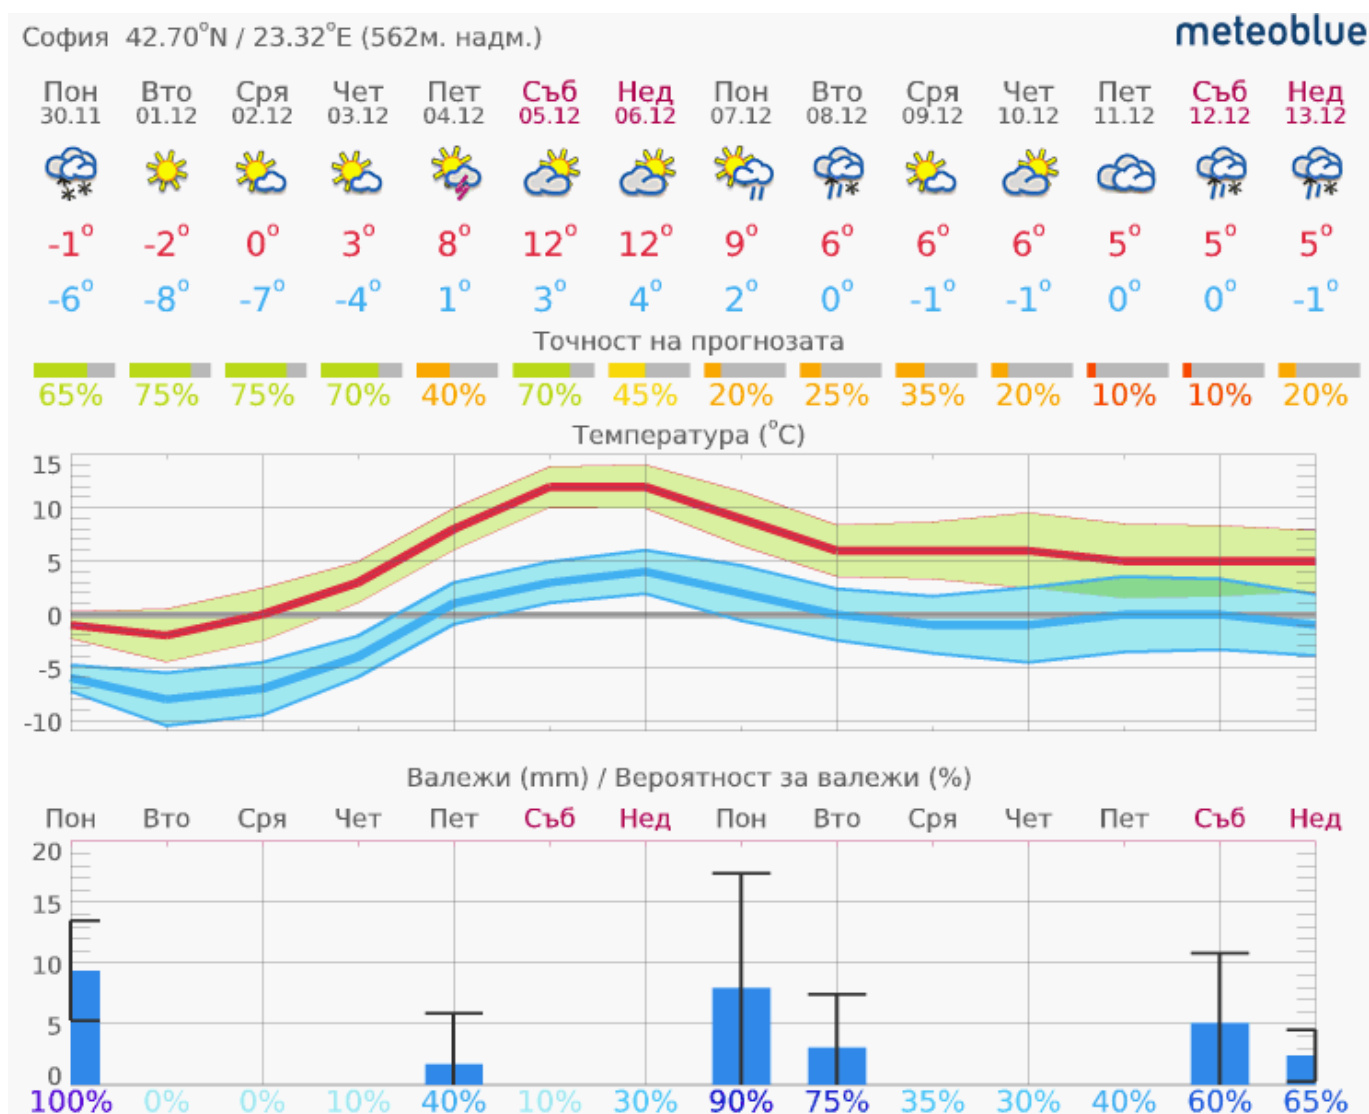 София 42.70°N / 23.32°E (562м. надм.) meteoblue
Пон Вто Сря Чет Пет Съб Нед Пон Вто Сря Чет Пет Съб Нед
30.11 01.12 02.12 03.12 04.12 05.12 06.12 07.12 08.12 09.12 10.12 11.12 12.12 13.12
-1° -2° 0° 3° 8° 12° 12° 9° 6° 6° 6° 5° 5° 5°
-6° -8° -7° -4° 1° 3° 4° 2° 0° -1° -1° 0° 0° -1°
Точност на прогнозата
65% 75% 75% 70% 40% 70% 45% 20% 25% 35% 20% 10% 10% 20%
Температура (°C)
15
10
5
0
-5
-10
Валежи (mm) / Вероятност за валежи (%)
Пон Вто Сря Чет Пет Съб Нед Пон Вто Сря Чет Пет Съб Нед
20
15
10
5
0
100% 0% 0% 10% 40% 10% 30% 90% 75% 35% 30% 40% 60% 65%